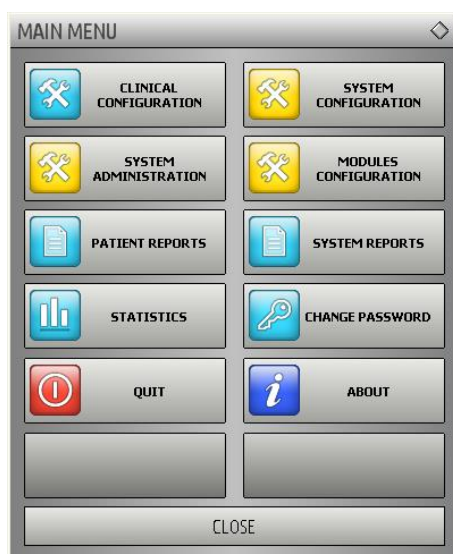 MAIN MENU
CLINICAL
CONFIGURATION
SYSTEM
CONFIGURATION
SYSTEM
ADMINISTRATION
MODULES
CONFIGURATION
PATIENT REPORTS
SYSTEM REPORTS
STATISTICS
CHANGE PASSWORD
QUIT
i
ABOUT
CLOSE